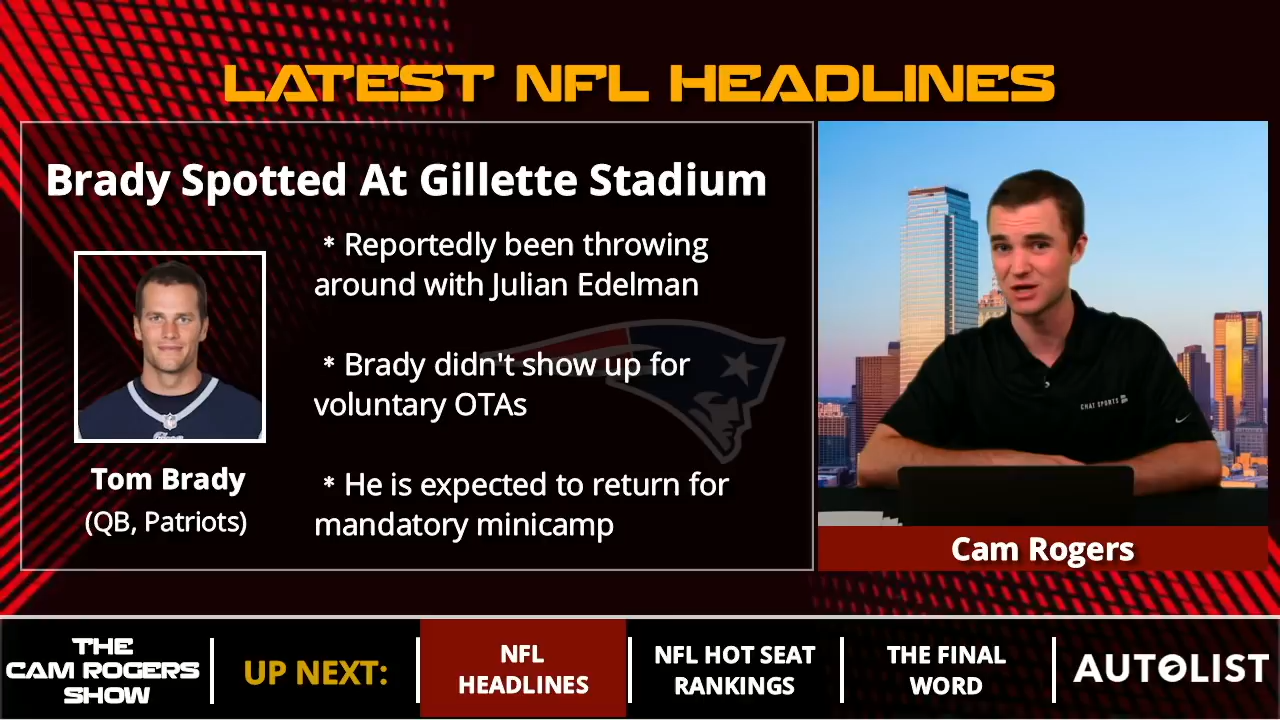 LATEST NFL HEADLINES
Brady Spotted At Gillette Stadium
* Reportedly been throwing
around with Julian Edelman
* Brady didn't show up for
voluntary OTAs
* He is expected to return for
mandatory minicamp
Tom Brady
(QB, Patriots)
CHAT SPORTS
Cam Rogers
THE
CAM ROGERS
SHOW
UP NEXT:
NFL
HEADLINES
NFL HOT SEAT
RANKINGS
THE FINAL
WORD
AUTOLIST